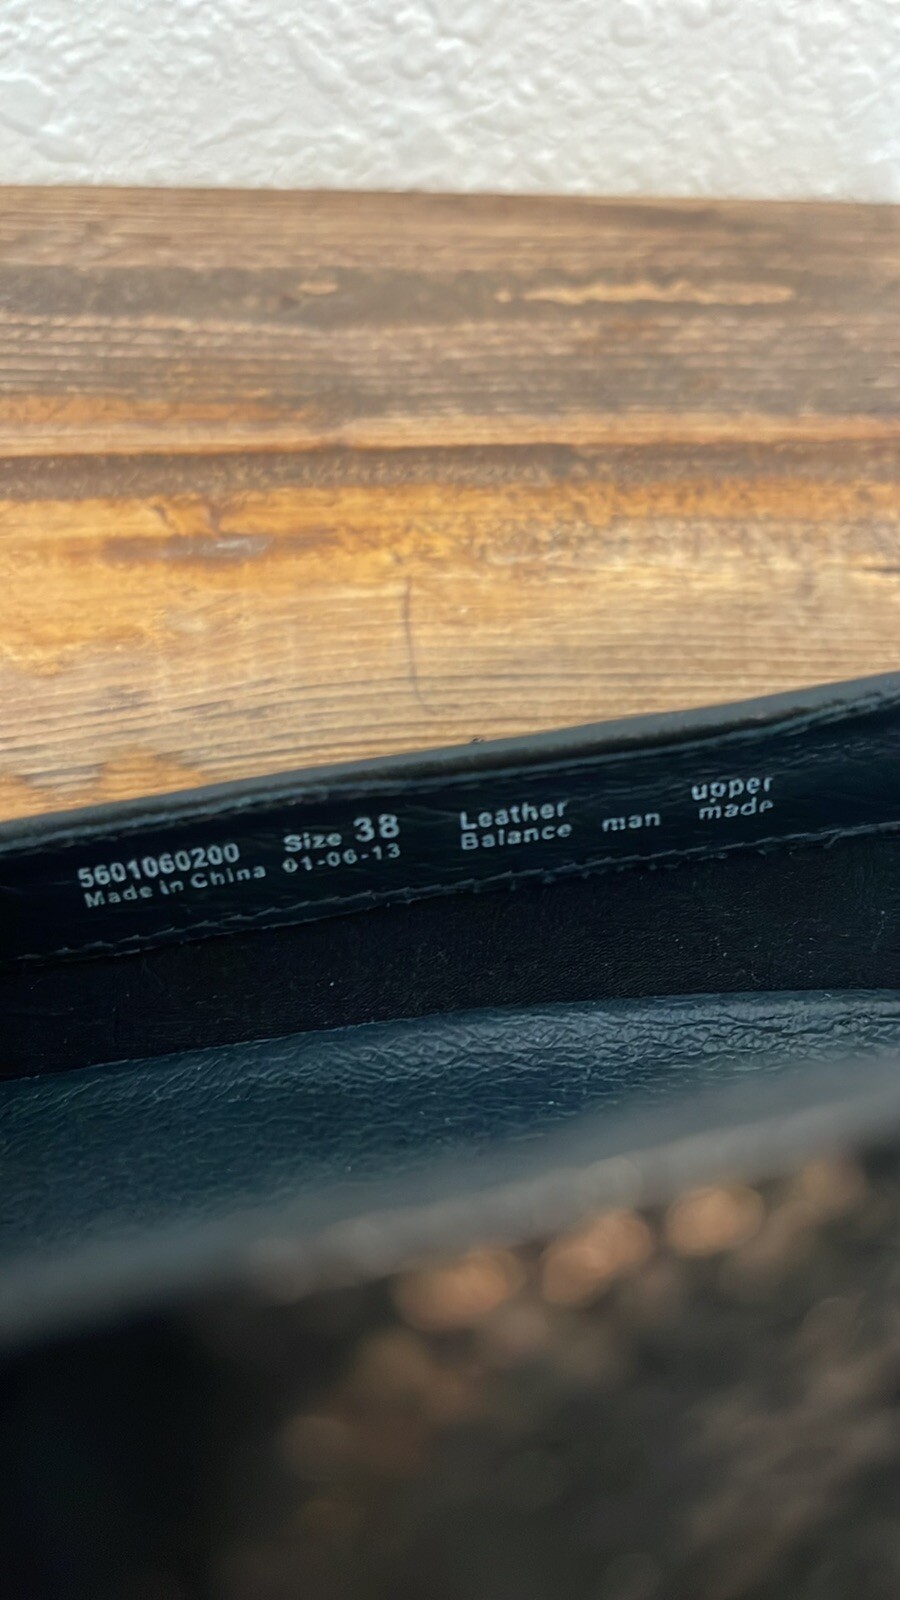 5601060200 Size 38 Leather upper
Made in China 01-06-13 Balance man made